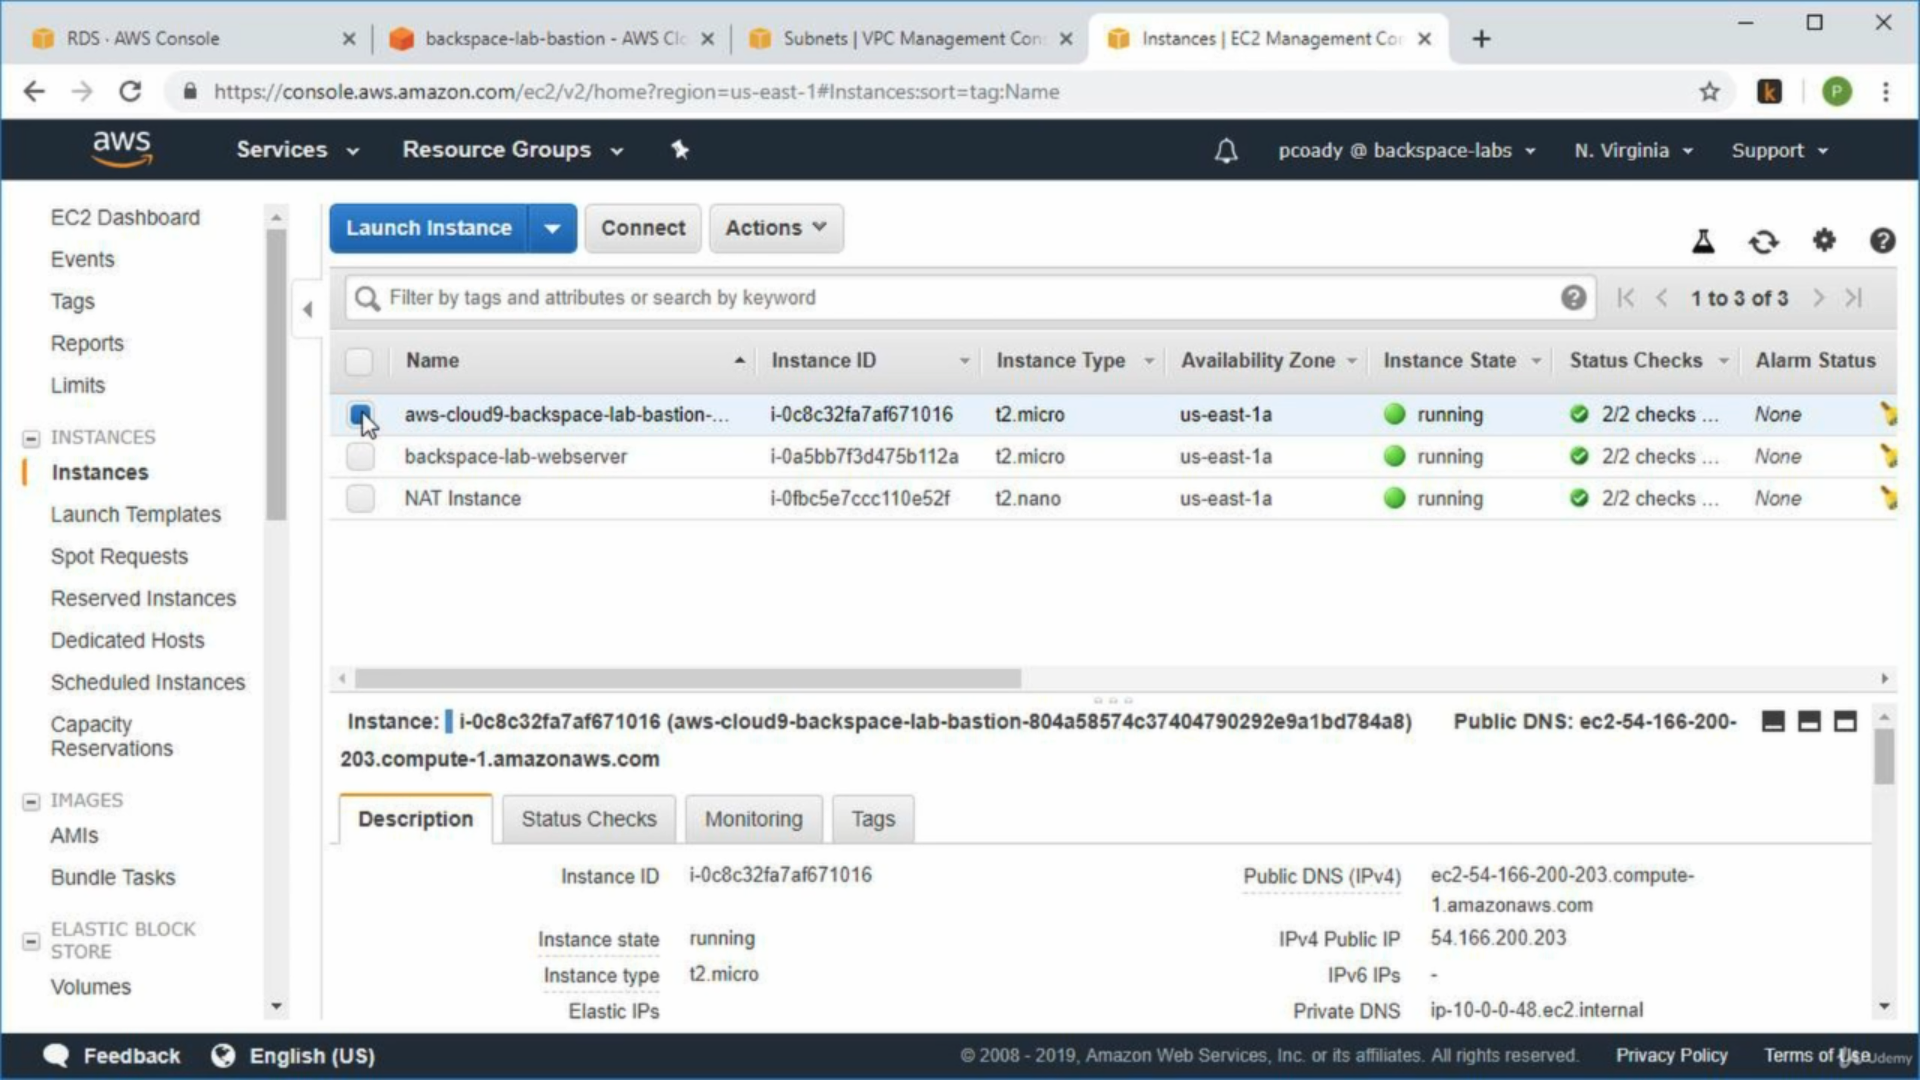 RDS · AWS Console
backspace-lab-bastion - AWS Clo
Subnets | VPC Management Con
Instances | EC2 Management Con
https://console.aws.amazon.com/ec2/v2/home?region=us-east-1#Instances:sort=tag:Name
k
P
aws
Services
Resource Groups
pcoady @ backspace-labs
N. Virginia
Support
EC2 Dashboard
Events
Tags
Reports
Limits
INSTANCES
Instances
Launch Templates
Spot Requests
Reserved Instances
Dedicated Hosts
Scheduled Instances
Capacity
Reservations
IMAGES
AMIs
Bundle Tasks
ELASTIC BLOCK
STORE
Volumes
Launch Instance
Connect
Actions
Filter by tags and attributes or search by keyword
1 to 3 of 3
Name Instance ID Instance Type Availability Zone Instance State Status Checks Alarm Status
aws-cloud9-backspace-lab-bastion-... i-0c8c32fa7af671016 t2.micro us-east-1a running 2/2 checks ... None
backspace-lab-webserver i-0a5bb7f3d475b112a t2.micro us-east-1a running 2/2 checks ... None
NAT Instance i-0fbc5e7ccc110e52f t2.nano us-east-1a running 2/2 checks ... None
Instance: i-0c8c32fa7af671016 (aws-cloud9-backspace-lab-bastion-804a58574c37404790292e9a1bd784a8) Public DNS: ec2-54-166-200-
203.compute-1.amazonaws.com
Description
Status Checks
Monitoring
Tags
Instance ID i-0c8c32fa7af671016
Instance state running
Instance type t2.micro
Elastic IPs
Public DNS (IPv4) ec2-54-166-200-203.compute-
1.amazonaws.com
IPv4 Public IP 54.166.200.203
IPv6 IPs -
Private DNS ip-10-0-0-48.ec2.internal
Feedback
English (US)
© 2008 - 2019, Amazon Web Services, Inc. or its affiliates. All rights reserved.
Privacy Policy
Terms of Use
Udemy